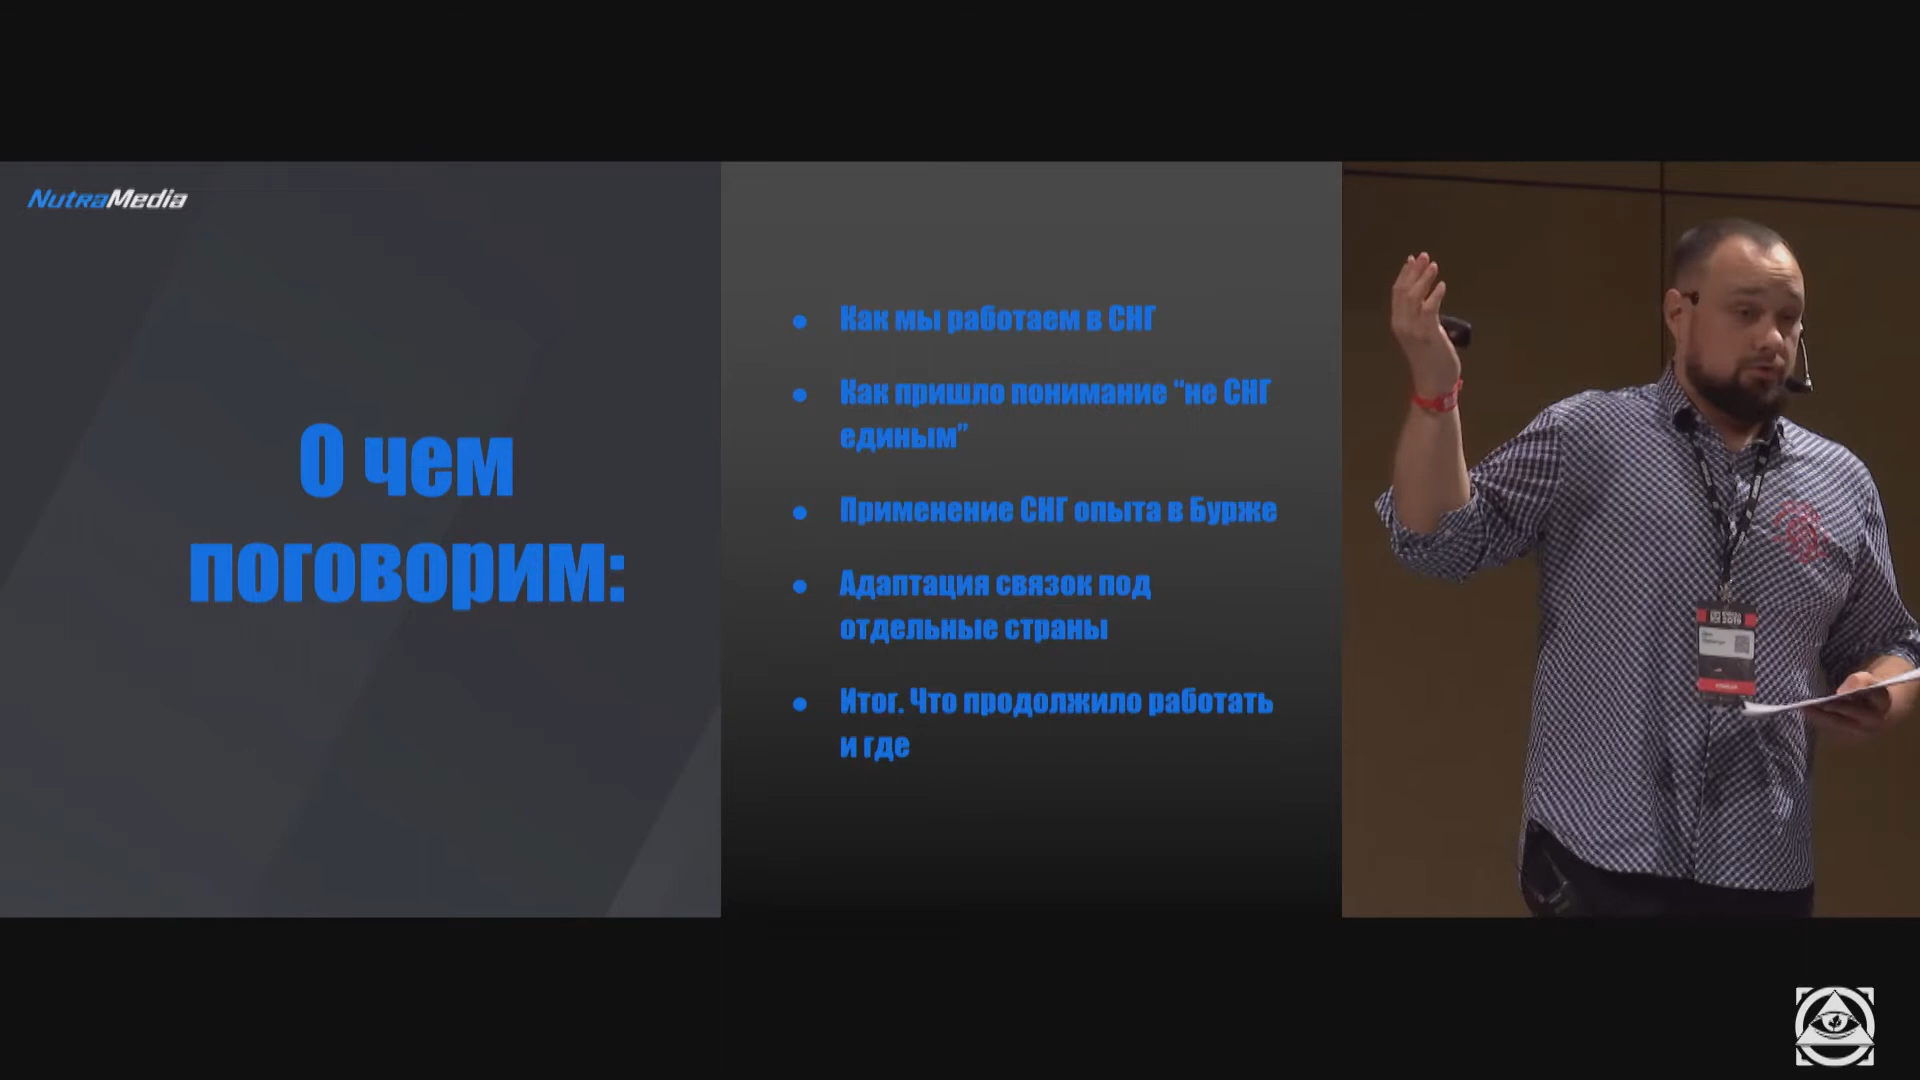 NutraMedia
О чем
поговорим:
● Как мы работаем в СНГ
● Как пришло понимание “не СНГ
единым”
● Применение СНГ опыта в Бурже
● Адаптация связок под
отдельные страны
● Итог. Что продолжило работать
и где
2019